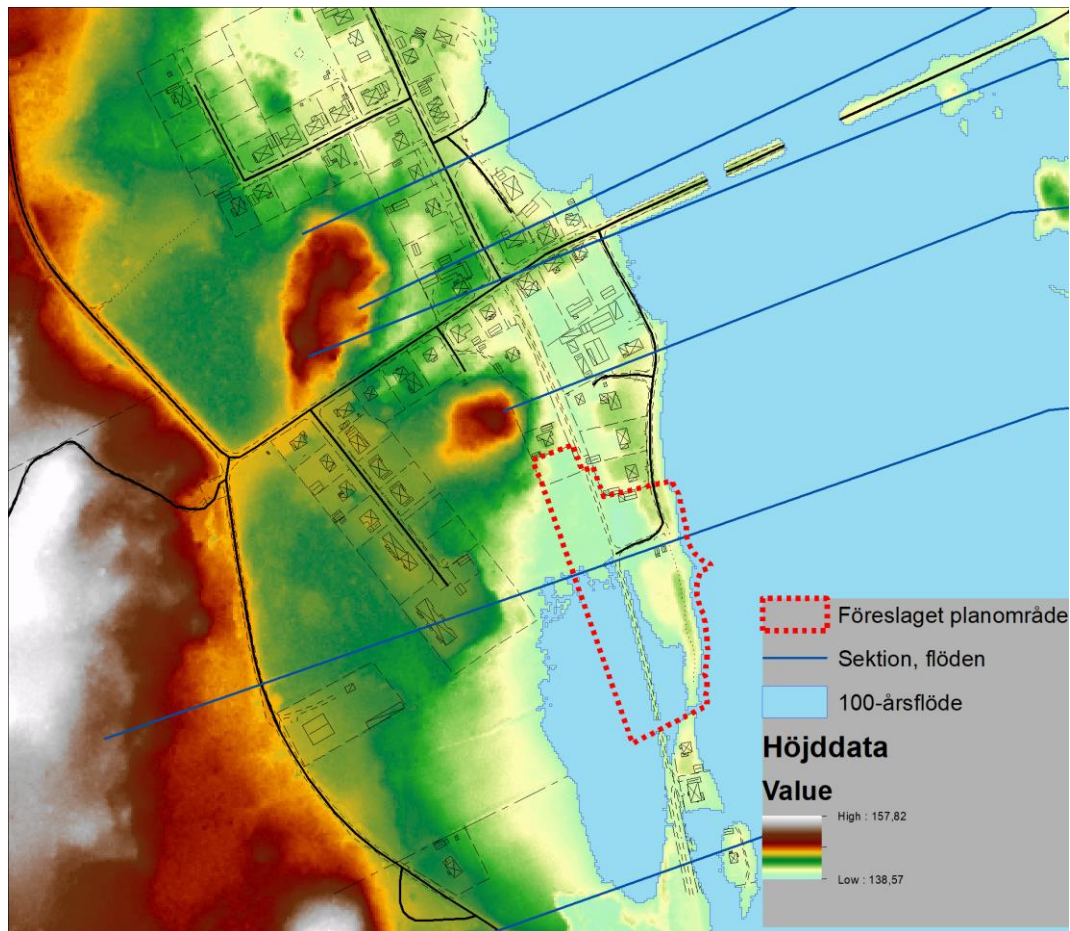 Föreslaget planområde
Sektion, flöden
100-årsflöde
Höjddata
Value
High : 157,82
Low : 138,57